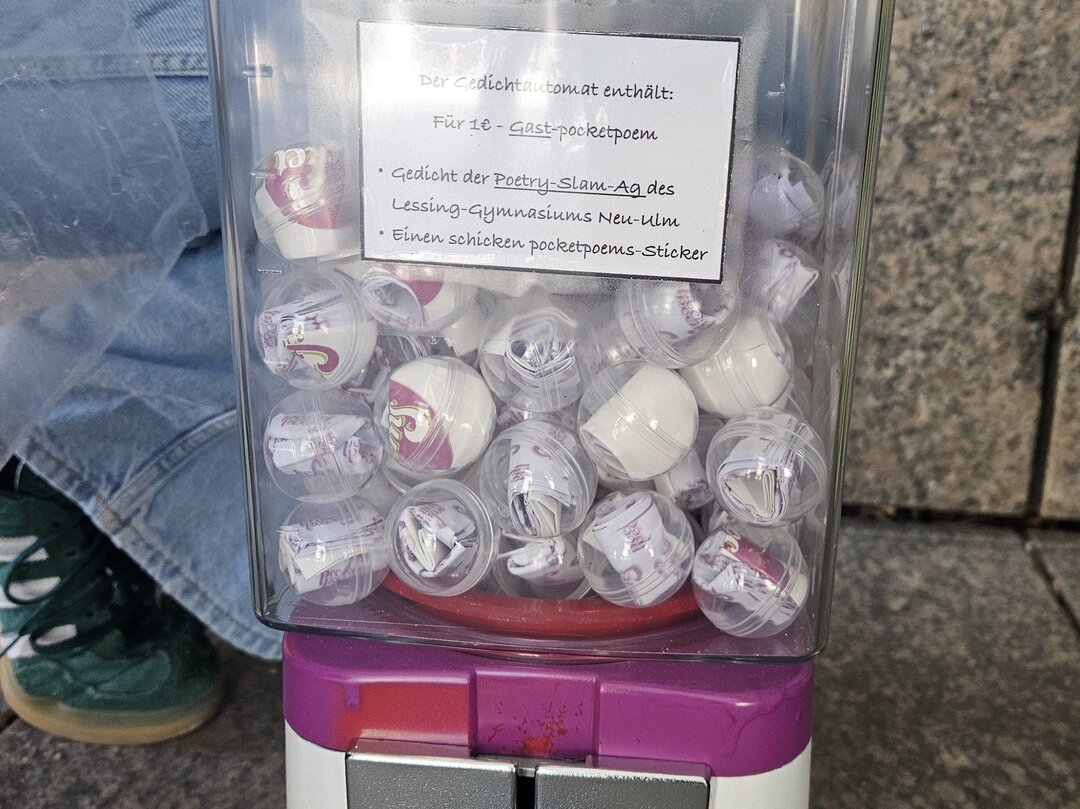 Der Gedichtautomat enthält:
Für 1€ - Gast-pocketpoem
• Gedicht der Poetry-Slam-Ag des
Lessing-Gymnasiums Neu-Ulm
• Einen schicken pocketpoems-Sticker